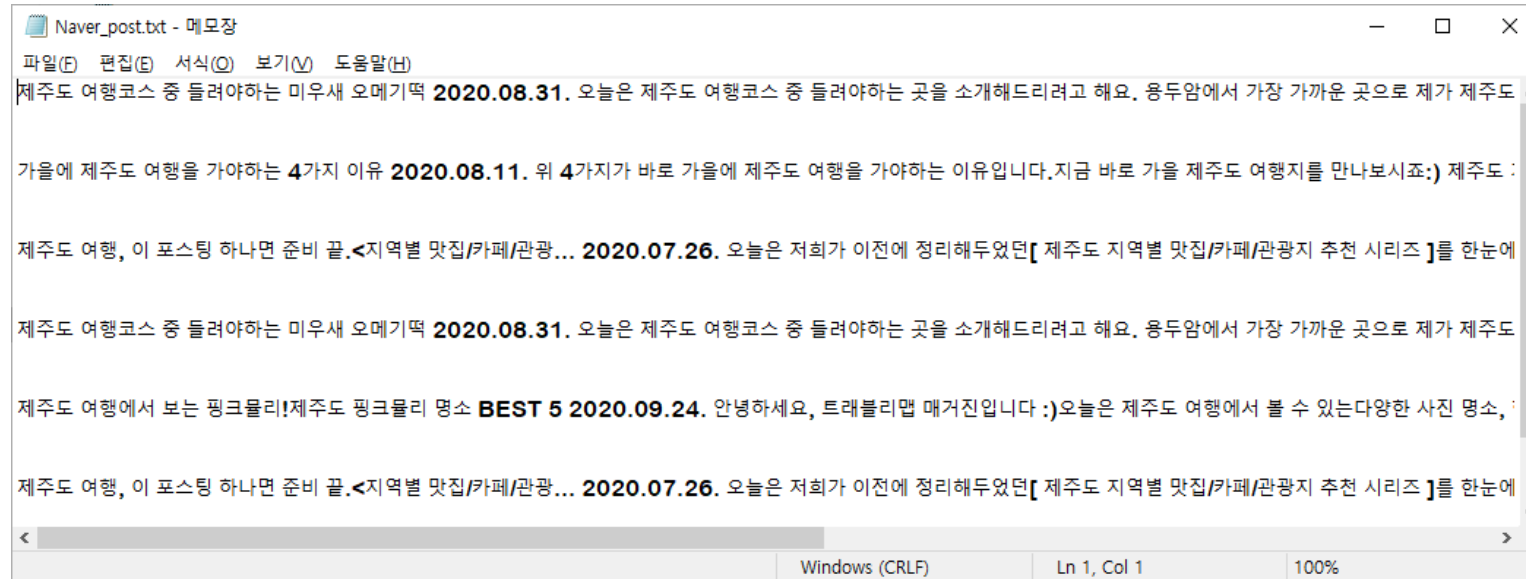 Naver_post.txt - 메모장
파일(F) 편집(E) 서식(O) 보기(V) 도움말(H)
제주도 여행코스 중 들려야하는 미우새 오메기떡 2020.08.31. 오늘은 제주도 여행코스 중 들려야하는 곳을 소개해드리려고 해요. 용두암에서 가장 가까운 곳으로 제가 제주도
가을에 제주도 여행을 가야하는 4가지 이유 2020.08.11. 위 4가지가 바로 가을에 제주도 여행을 가야하는 이유입니다.지금 바로 가을 제주도 여행지를 만나보시죠:) 제주도
제주도 여행, 이 포스팅 하나면 준비 끝.<지역별 맛집/카페/관광... 2020.07.26. 오늘은 저희가 이전에 정리해두었던[ 제주도 지역별 맛집/카페/관광지 추천 시리즈 ]를 한눈에
제주도 여행코스 중 들려야하는 미우새 오메기떡 2020.08.31. 오늘은 제주도 여행코스 중 들려야하는 곳을 소개해드리려고 해요. 용두암에서 가장 가까운 곳으로 제가 제주도
제주도 여행에서 보는 핑크뮬리!제주도 핑크뮬리 명소 BEST 5 2020.09.24. 안녕하세요, 트래블리맵 매거진입니다 :)오늘은 제주도 여행에서 볼 수 있는다양한 사진 명소,
제주도 여행, 이 포스팅 하나면 준비 끝.<지역별 맛집/카페/관광... 2020.07.26. 오늘은 저희가 이전에 정리해두었던[ 제주도 지역별 맛집/카페/관광지 추천 시리즈 ]를 한눈에
Windows (CRLF) Ln 1, Col 1 100%